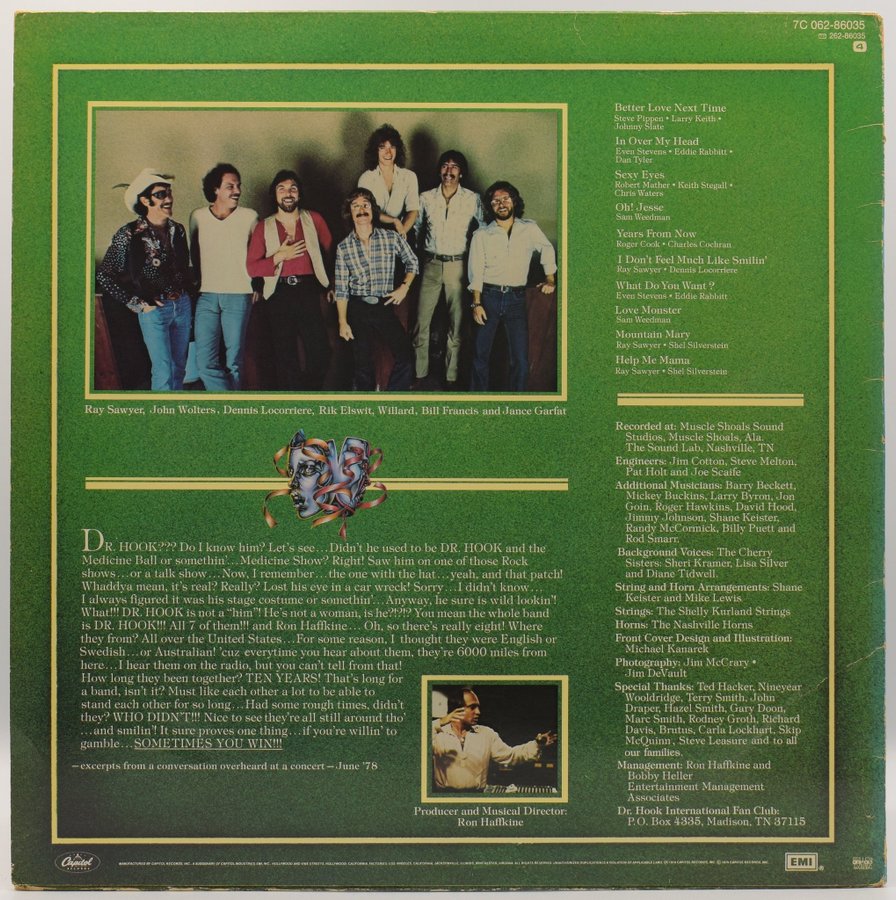 7C 062-86035
262-86035
4
Better Love Next Time
Steve Pippen • Larry Keith •
Johnny Slate
In Over My Head
Even Stevens • Eddie Rabbitt •
Dan Tyler
Sexy Eyes
Robert Mather • Keith Stegall •
Chris Waters
Oh! Jesse
Sam Weedman
Years From Now
Roger Cook • Charles Cochran
I Don't Feel Much Like Smilin'
Ray Sawyer • Dennis Locorriere
What Do You Want?
Even Stevens • Eddie Rabbitt
Love Monster
Sam Weedman
Mountain Mary
Ray Sawyer • Shel Silverstein
Help Me Mama
Ray Sawyer • Shel Silverstein
Ray Sawyer, John Wolters, Dennis Locorriere, Rik Elswit, Willard, Bill Francis and Jance Garfat
DR. HOOK??? Do I know him? Let's see...Didn't he used to be DR. HOOK and the
Medicine Ball or somethin'...Medicine Show? Right! Saw him on one of those Rock
shows...or a talk show...Now, I remember...the one with the hat...yeah, and that patch!
Whaddya mean, it's real? Really? Lost his eye in a car wreck! Sorry...I didn't know...
I always figured it was his stage costume or somethin'...Anyway, he sure is wild lookin'!
What!!! DR. HOOK is not a "him"! He's not a woman, is he?!?!? You mean the whole band
is DR. HOOK!!! All 7 of them!!! and Ron Haffkine... Oh, so there's really eight! Where
they from? All over the United States...For some reason, I thought they were English or
Swedish...or Australian! 'cuz everytime you hear about them, they're 6000 miles from
here...I hear them on the radio, but you can't tell from that!
How long they been together? TEN YEARS! That's long for
a band, isn't it? Must like each other a lot to be able to
stand each other for so long...Had some rough times, didn't
they? WHO DIDN'T!!! Nice to see they're all still around tho'
...and smilin'! It sure proves one thing...if you're willin' to
gamble...SOMETIMES YOU WIN!!!
—excerpts from a conversation overheard at a concert—June '78
Producer and Musical Director:
Ron Haffkine
Recorded at: Muscle Shoals Sound
Studios, Muscle Shoals, Ala.
The Sound Lab, Nashville, TN
Engineers: Jim Cotton, Steve Melton,
Pat Holt and Joe Scaife
Additional Musicians: Barry Beckett,
Mickey Buckins, Larry Byrom, Jon
Goin, Roger Hawkins, David Hood,
Jimmy Johnson, Shane Keister,
Randy McCormick, Billy Puett and
Rod Smarr.
Background Voices: The Cherry
Sisters: Sheri Kramer, Lisa Silver
and Diane Tidwell.
String and Horn Arrangements: Shane
Keister and Mike Lewis
Strings: The Shelly Kurland Strings
Horns: The Nashville Horns
Front Cover Design and Illustration:
Michael Kanarek
Photography: Jim McCrary •
Jim DeVault
Special Thanks: Ted Hacker, Nineyear
Wooldridge, Terry Smith, John
Draper, Hazel Smith, Gary Doon,
Marc Smith, Rodney Groth, Richard
Davis, Brutus, Carla Lockhart, Skip
McQuinn, Steve Leasure and to all
our families.
Management: Ron Haffkine and
Bobby Heller
Entertainment Management
Associates
Dr. Hook International Fan Club:
P.O. Box 4335, Madison, TN 37115
Capitol
RECORDS
EMI